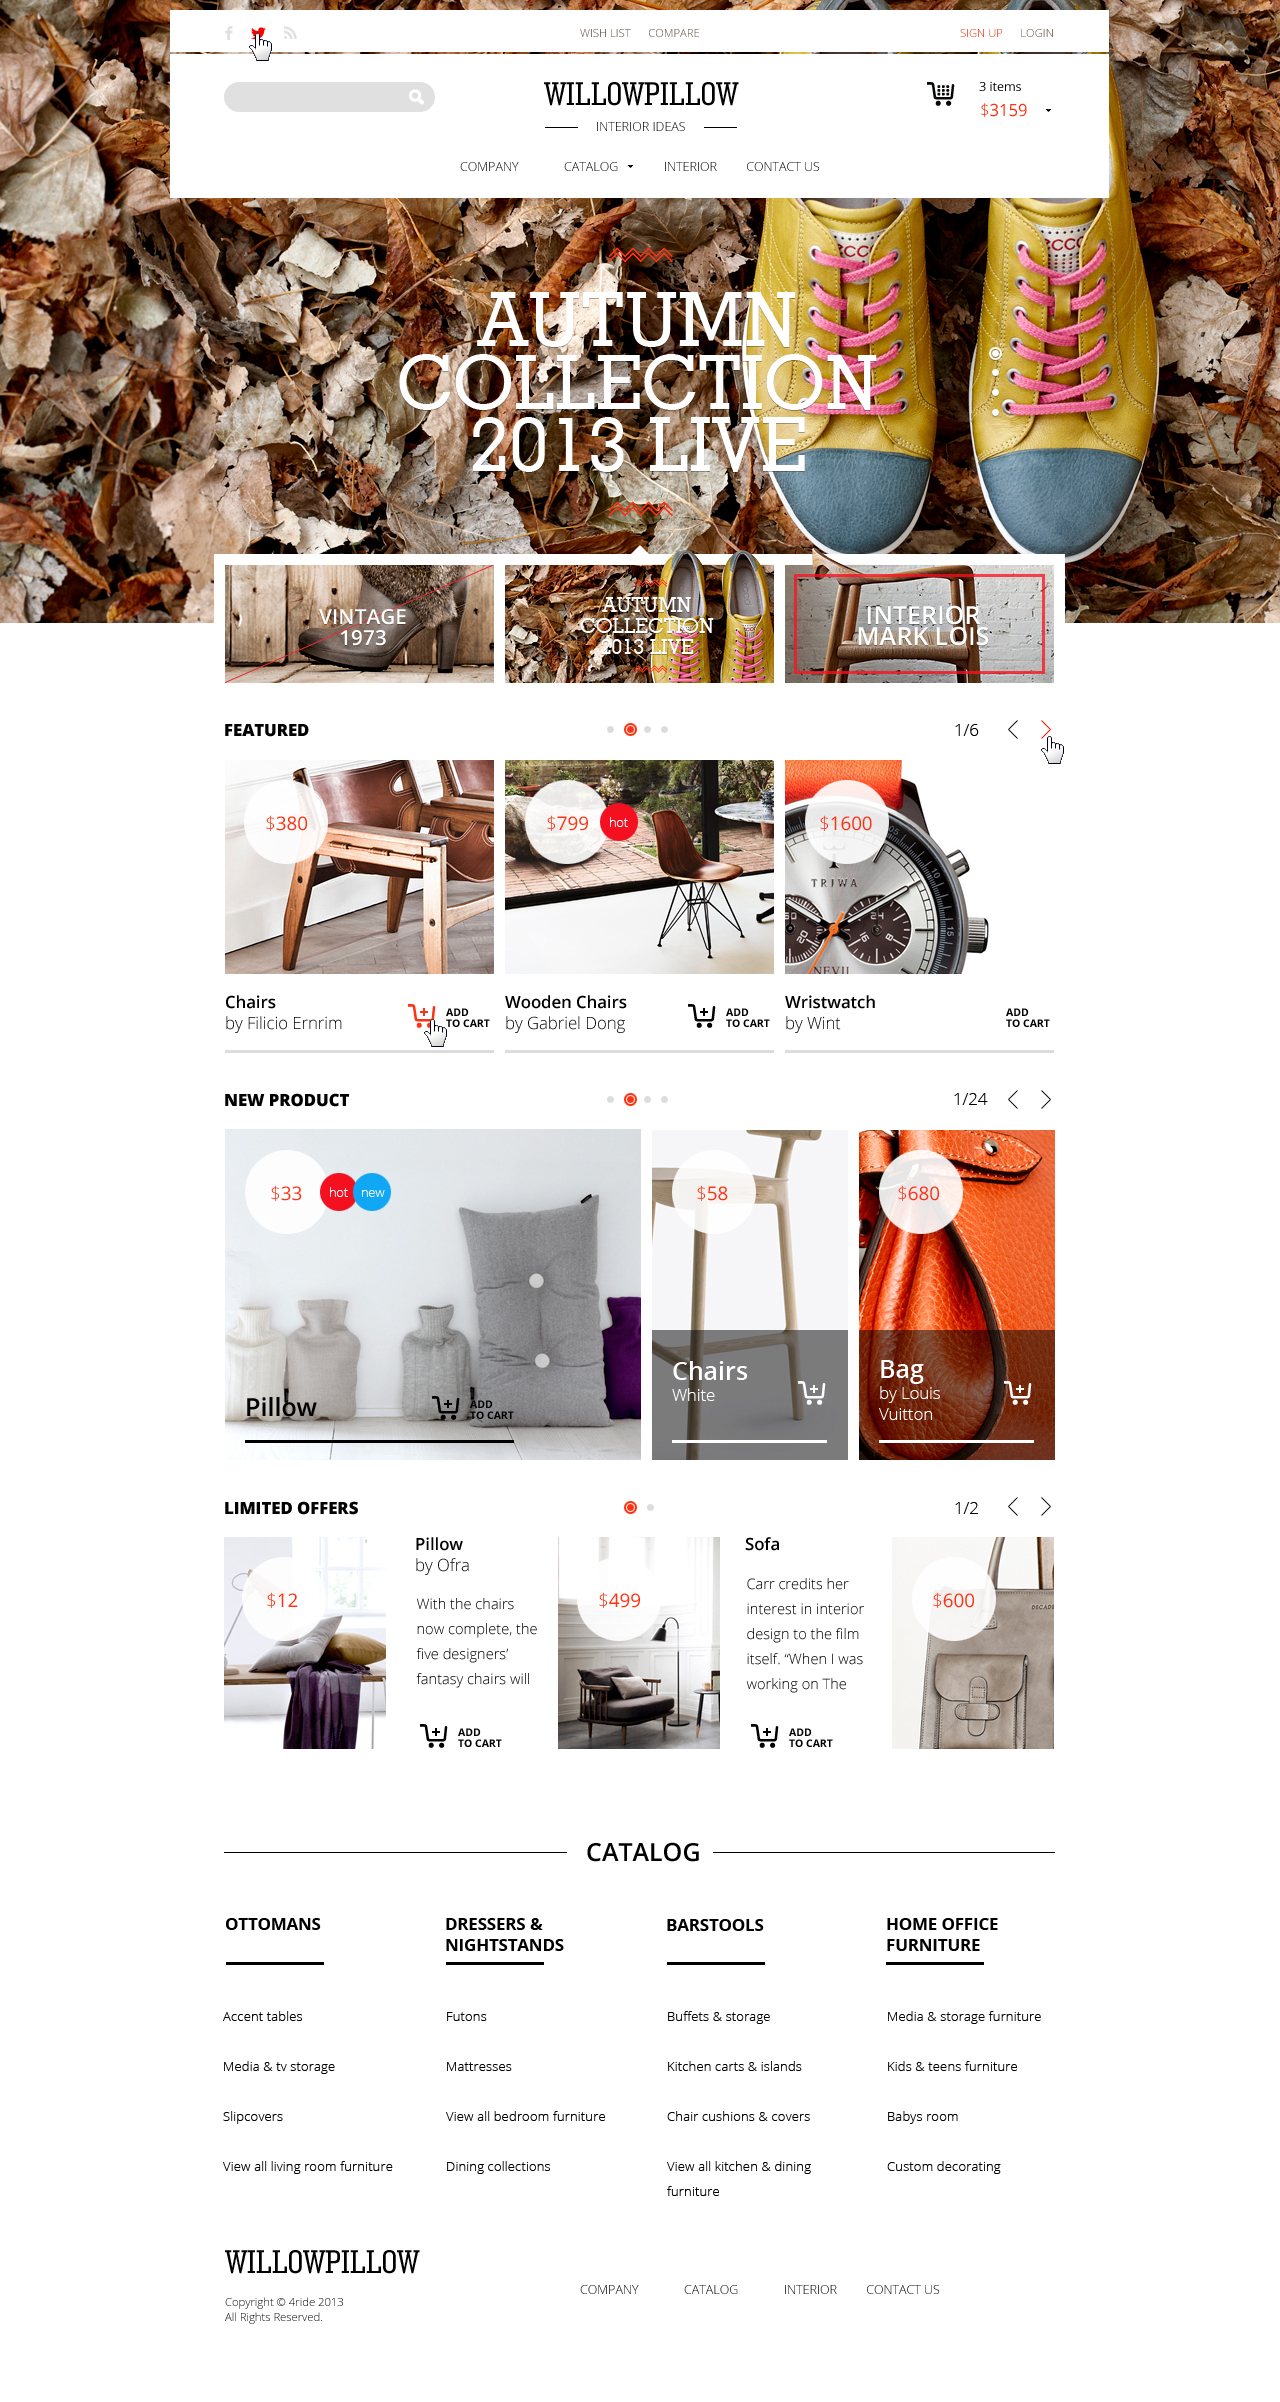 WISH LIST COMPARE
SIGN UP LOGIN
WILLOWPILLOW
INTERIOR IDEAS
3 items
$3159
COMPANY CATALOG INTERIOR CONTACT US
AUTUMN
COLLECTION
2013 LIVE
VINTAGE
1973
AUTUMN
COLLECTION
2013 LIVE
INTERIOR
MARK LOIS
FEATURED
1/6
$380
$799
hot
$1600
TRIWA
NEVIL
Chairs
by Filicio Ernrim
ADD
TO CART
Wooden Chairs
by Gabriel Dong
ADD
TO CART
Wristwatch
by Wint
ADD
TO CART
NEW PRODUCT
1/24
$33
hot
new
$58
$680
Pillow
ADD
TO CART
Chairs
White
Bag
by Louis
Vuitton
LIMITED OFFERS
1/2
$12
Pillow
by Ofra
With the chairs
now complete, the
five designers’
fantasy chairs will
ADD
TO CART
$499
Sofa
Carr credits her
interest in interior
design to the film
itself. “When I was
working on The
ADD
TO CART
$600
DECADE
CATALOG
OTTOMANS
Accent tables
Media & tv storage
Slipcovers
View all living room furniture
DRESSERS &
NIGHTSTANDS
Futons
Mattresses
View all bedroom furniture
Dining collections
BARSTOOLS
Buffets & storage
Kitchen carts & islands
Chair cushions & covers
View all kitchen & dining
furniture
HOME OFFICE
FURNITURE
Media & storage furniture
Kids & teens furniture
Babys room
Custom decorating
WILLOWPILLOW
Copyright © 4ride 2013
All Rights Reserved.
COMPANY CATALOG INTERIOR CONTACT US